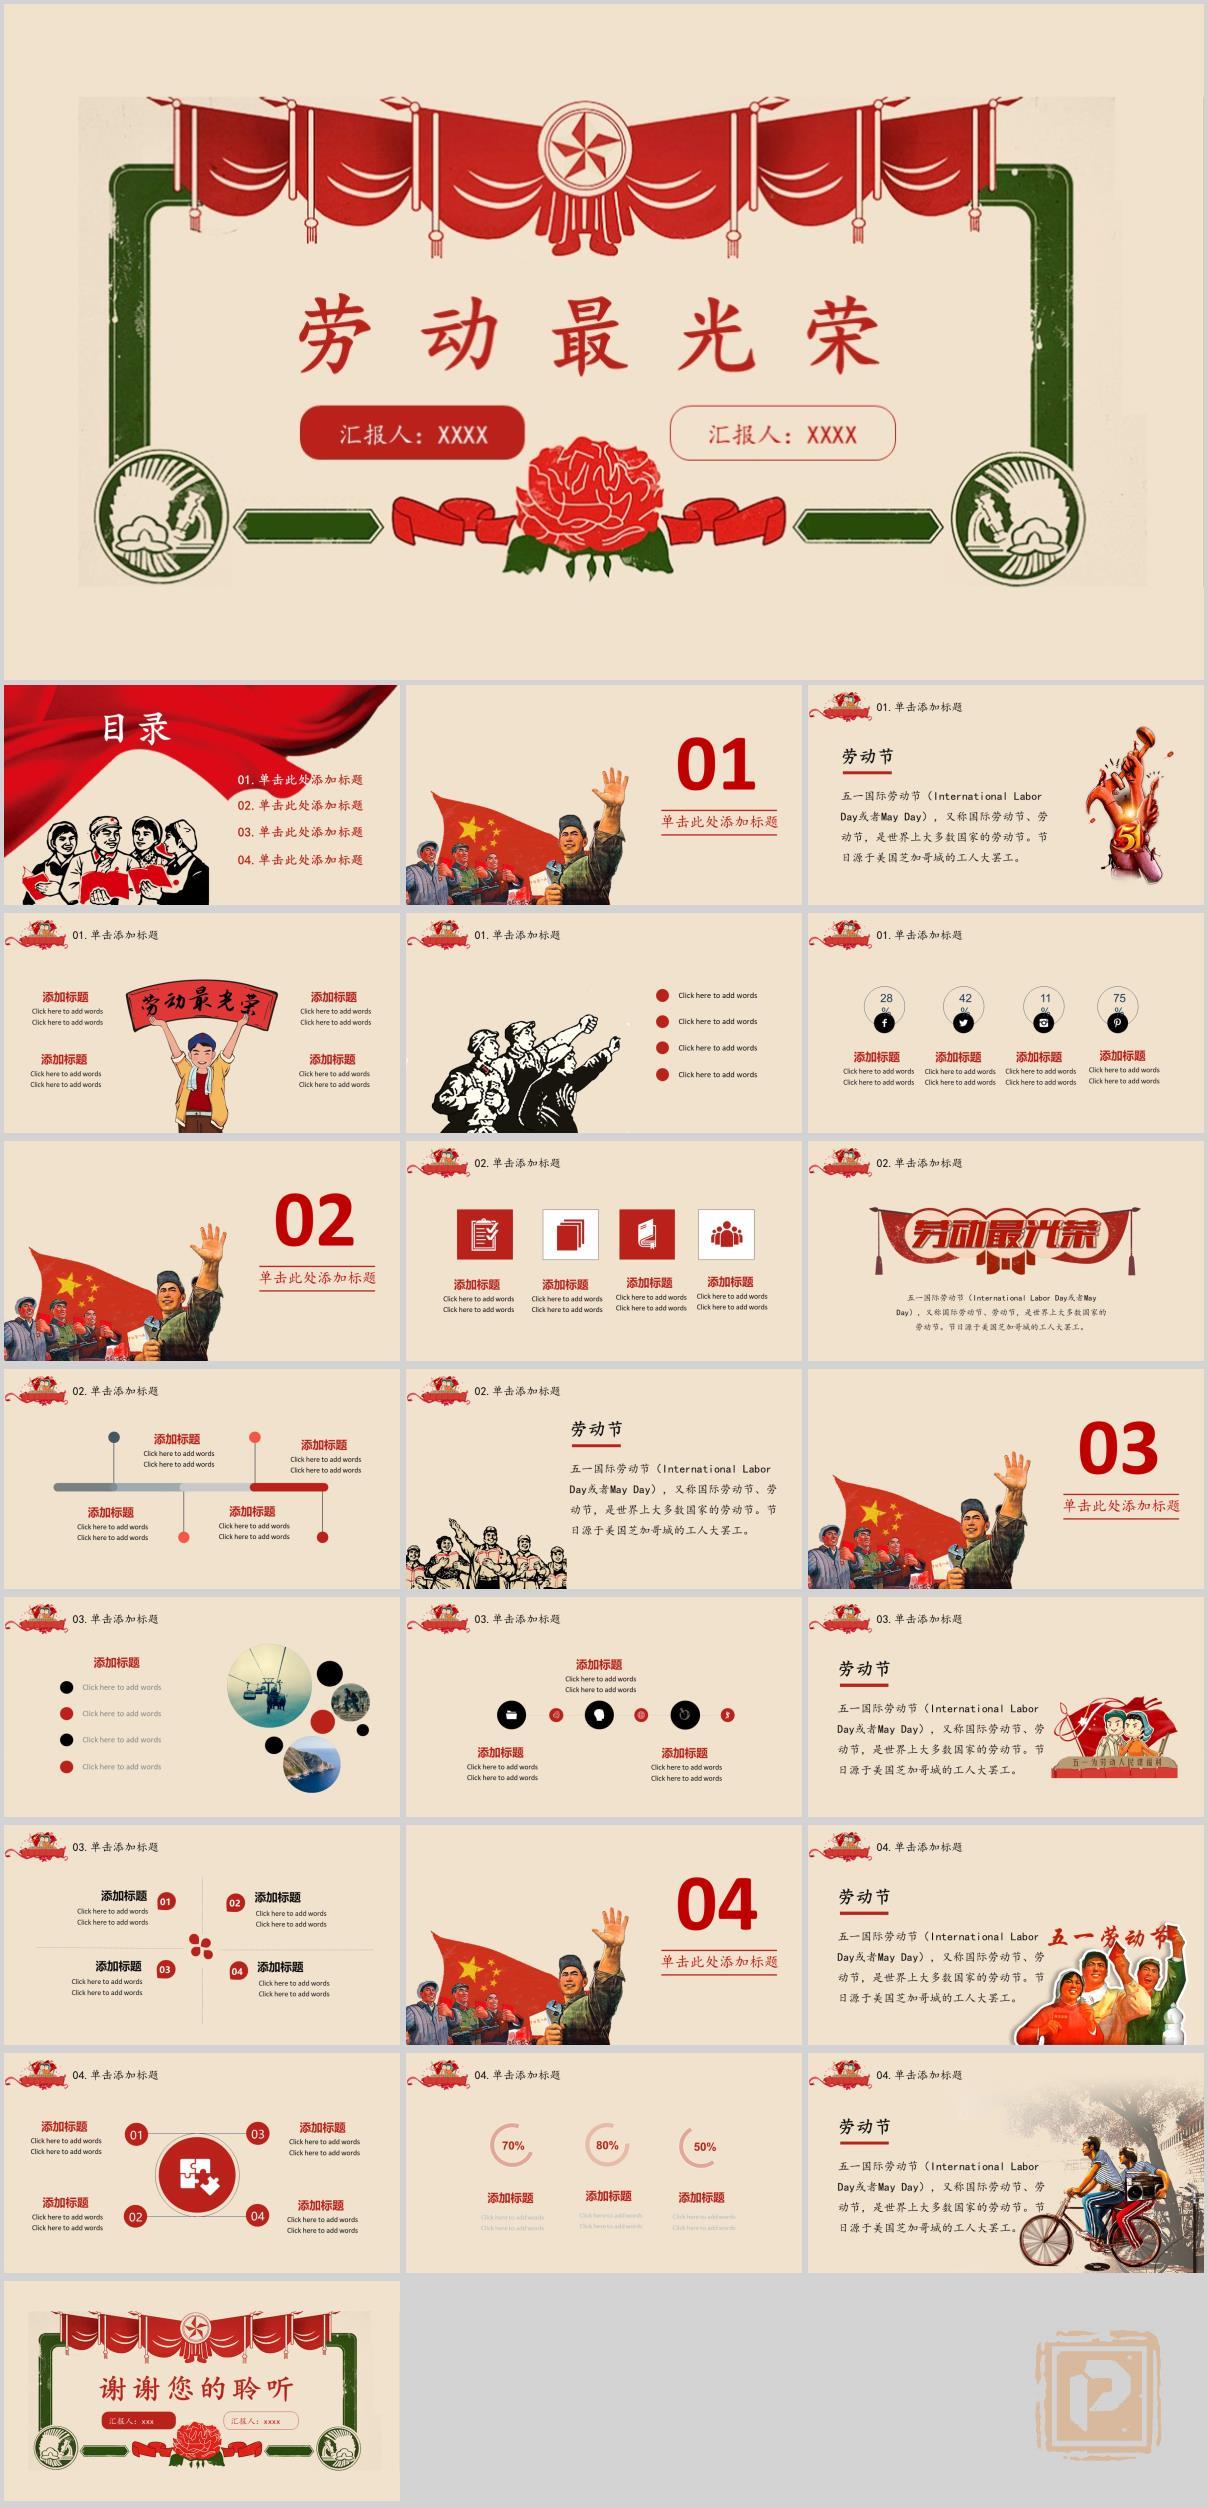 劳动最光荣
汇报人：XXXX
汇报人：XXXX
目录
01. 单击此处添加标题
02. 单击此处添加标题
03. 单击此处添加标题
04. 单击此处添加标题
01
单击此处添加标题
01. 单击添加标题
劳动节
五一国际劳动节（International Labor
Day或者May Day），又称国际劳动节、劳
动节，是世界上大多数国家的劳动节。节
日源于美国芝加哥城的工人大罢工。
51
01. 单击添加标题
劳动最光荣
添加标题
Click here to add words
Click here to add words
添加标题
Click here to add words
Click here to add words
添加标题
Click here to add words
Click here to add words
添加标题
Click here to add words
Click here to add words
01. 单击添加标题
Click here to add words
Click here to add words
Click here to add words
Click here to add words
01. 单击添加标题
28
%
42
%
11
%
75
%
添加标题
Click here to add words
Click here to add words
添加标题
Click here to add words
Click here to add words
添加标题
Click here to add words
Click here to add words
添加标题
Click here to add words
Click here to add words
02
单击此处添加标题
02. 单击添加标题
添加标题
Click here to add words
Click here to add words
添加标题
Click here to add words
Click here to add words
添加标题
Click here to add words
Click here to add words
添加标题
Click here to add words
Click here to add words
02. 单击添加标题
劳动最光荣
五一国际劳动节（International Labor Day或者May
Day），又称国际劳动节、劳动节，是世界上大多数国家的
劳动节。节日源于美国芝加哥城的工人大罢工。
02. 单击添加标题
添加标题
Click here to add words
Click here to add words
添加标题
Click here to add words
Click here to add words
添加标题
Click here to add words
Click here to add words
添加标题
Click here to add words
Click here to add words
02. 单击添加标题
劳动节
五一国际劳动节（International Labor
Day或者May Day），又称国际劳动节、劳
动节，是世界上大多数国家的劳动节。节
日源于美国芝加哥城的工人大罢工。
03
单击此处添加标题
03. 单击添加标题
添加标题
Click here to add words
Click here to add words
Click here to add words
Click here to add words
03. 单击添加标题
添加标题
Click here to add words
Click here to add words
添加标题
Click here to add words
Click here to add words
添加标题
Click here to add words
Click here to add words
03. 单击添加标题
劳动节
五一国际劳动节（International Labor
Day或者May Day），又称国际劳动节、劳
动节，是世界上大多数国家的劳动节。节
日源于美国芝加哥城的工人大罢工。
03. 单击添加标题
添加标题
01
Click here to add words
Click here to add words
02
添加标题
Click here to add words
Click here to add words
添加标题
03
Click here to add words
Click here to add words
04
添加标题
Click here to add words
Click here to add words
04
单击此处添加标题
04. 单击添加标题
劳动节
五一国际劳动节（International Labor
Day或者May Day），又称国际劳动节、劳
动节，是世界上大多数国家的劳动节。节
日源于美国芝加哥城的工人大罢工。
五一劳动节
04. 单击添加标题
添加标题
Click here to add words
Click here to add words
01
03
添加标题
Click here to add words
Click here to add words
添加标题
Click here to add words
Click here to add words
02
04
添加标题
Click here to add words
Click here to add words
04. 单击添加标题
70%
80%
50%
添加标题
Click here to add words
Click here to add words
添加标题
Click here to add words
Click here to add words
添加标题
Click here to add words
Click here to add words
04. 单击添加标题
劳动节
五一国际劳动节（International Labor
Day或者May Day），又称国际劳动节、劳
动节，是世界上大多数国家的劳动节。节
日源于美国芝加哥城的工人大罢工。
谢谢您的聆听
汇报人：xxx
汇报人：xxxx